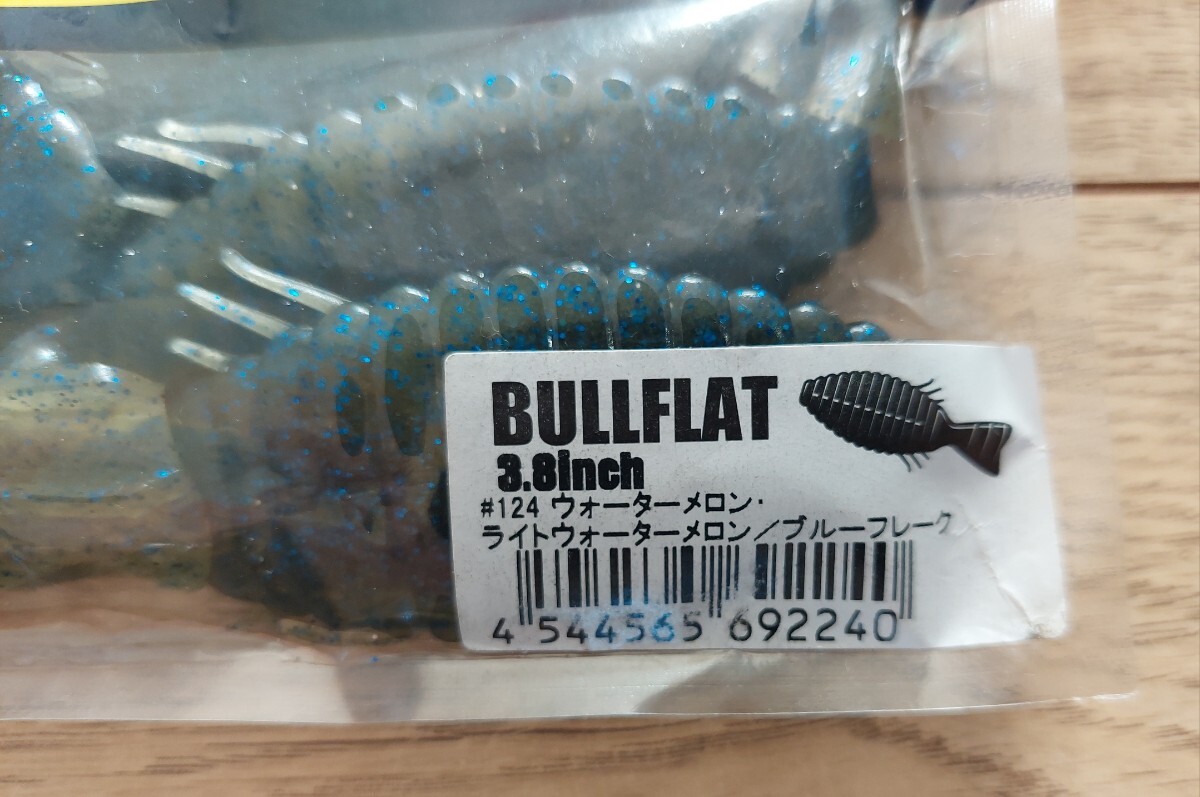 BULLFLAT
3.8inch
#124 ウォーターメロン・
ライトウォーターメロン／ブルーフレーク
4 544565 692240